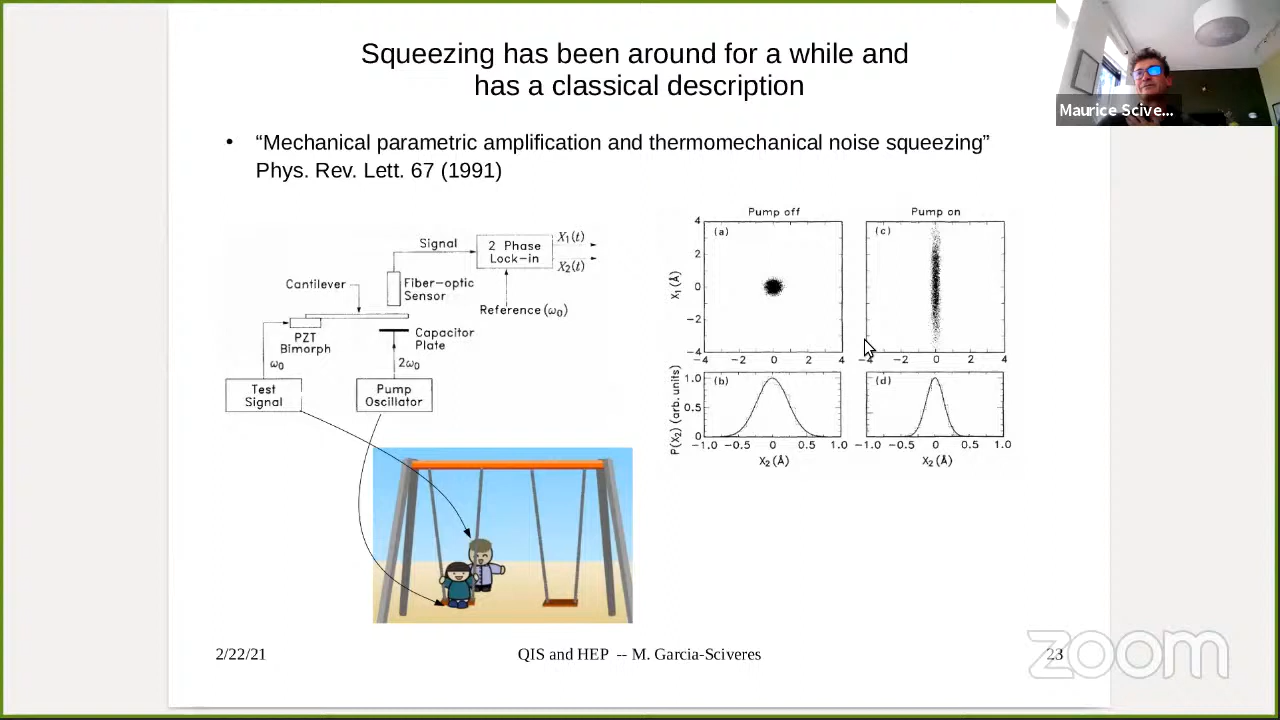 Squeezing has been around for a while and
has a classical description
Maurice Scive...
• “Mechanical parametric amplification and thermomechanical noise squeezing”
Phys. Rev. Lett. 67 (1991)
Signal
2 Phase
Lock-in
X₁(t)
X₂(t)
Cantilever
Fiber-optic
Sensor
Reference (ω₀)
PZT
Bimorph
Capacitor
Plate
ω₀
2ω₀
Test
Signal
Pump
Oscillator
Pump off
Pump on
(a)
(c)
X₁ (Å)
4
2
0
−2
−4
−4 −2 0 2 4
−4 −2 0 2 4
(b)
(d)
P(X₂) (arb. units)
1.0
0.5
0
−1.0 −0.5 0 0.5 1.0
−1.0 −0.5 0 0.5 1.0
X₂ (Å)
X₂ (Å)
2/22/21
QIS and HEP -- M. Garcia-Sciveres
23
zoom